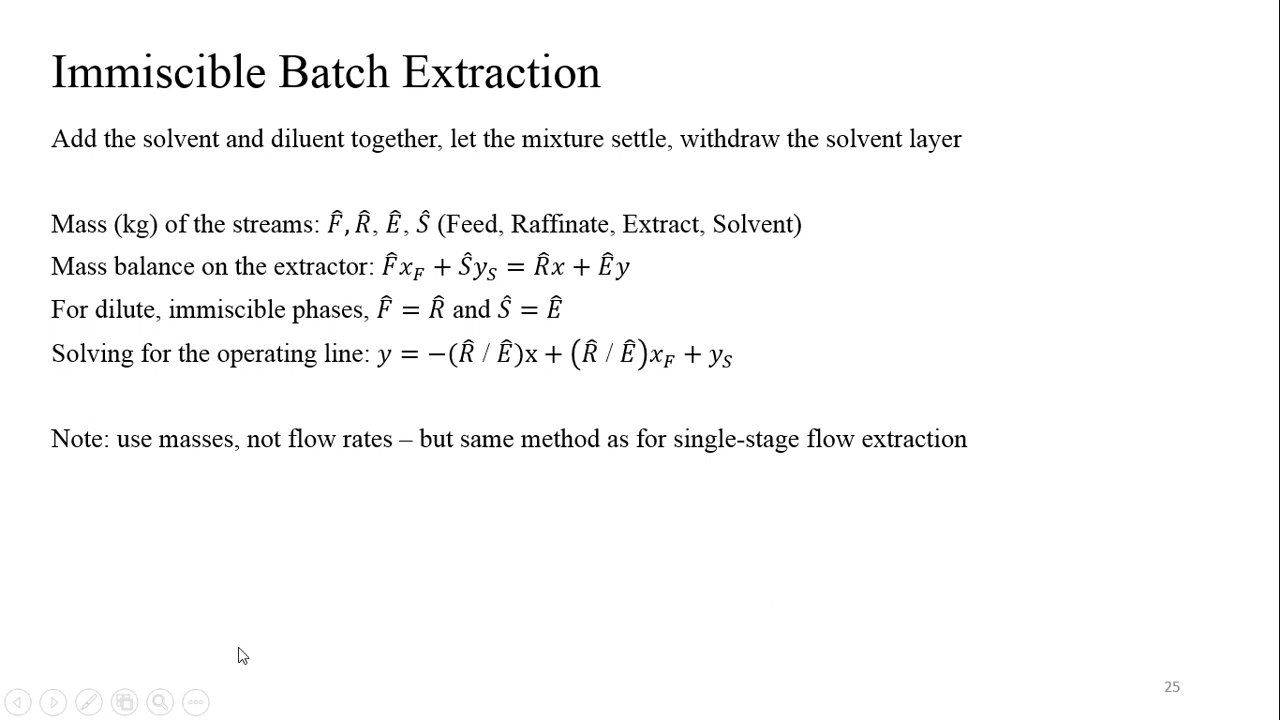 Immiscible Batch Extraction
Add the solvent and diluent together, let the mixture settle, withdraw the solvent layer
Mass (kg) of the streams: F̂, R̂, Ê, Ŝ (Feed, Raffinate, Extract, Solvent)
Mass balance on the extractor: F̂x_F + Ŝy_S = R̂x + Êy
For dilute, immiscible phases, F̂ = R̂ and Ŝ = Ê
Solving for the operating line: y = −(R̂ / Ê)x + (R̂ / Ê)x_F + y_S
Note: use masses, not flow rates – but same method as for single-stage flow extraction
25